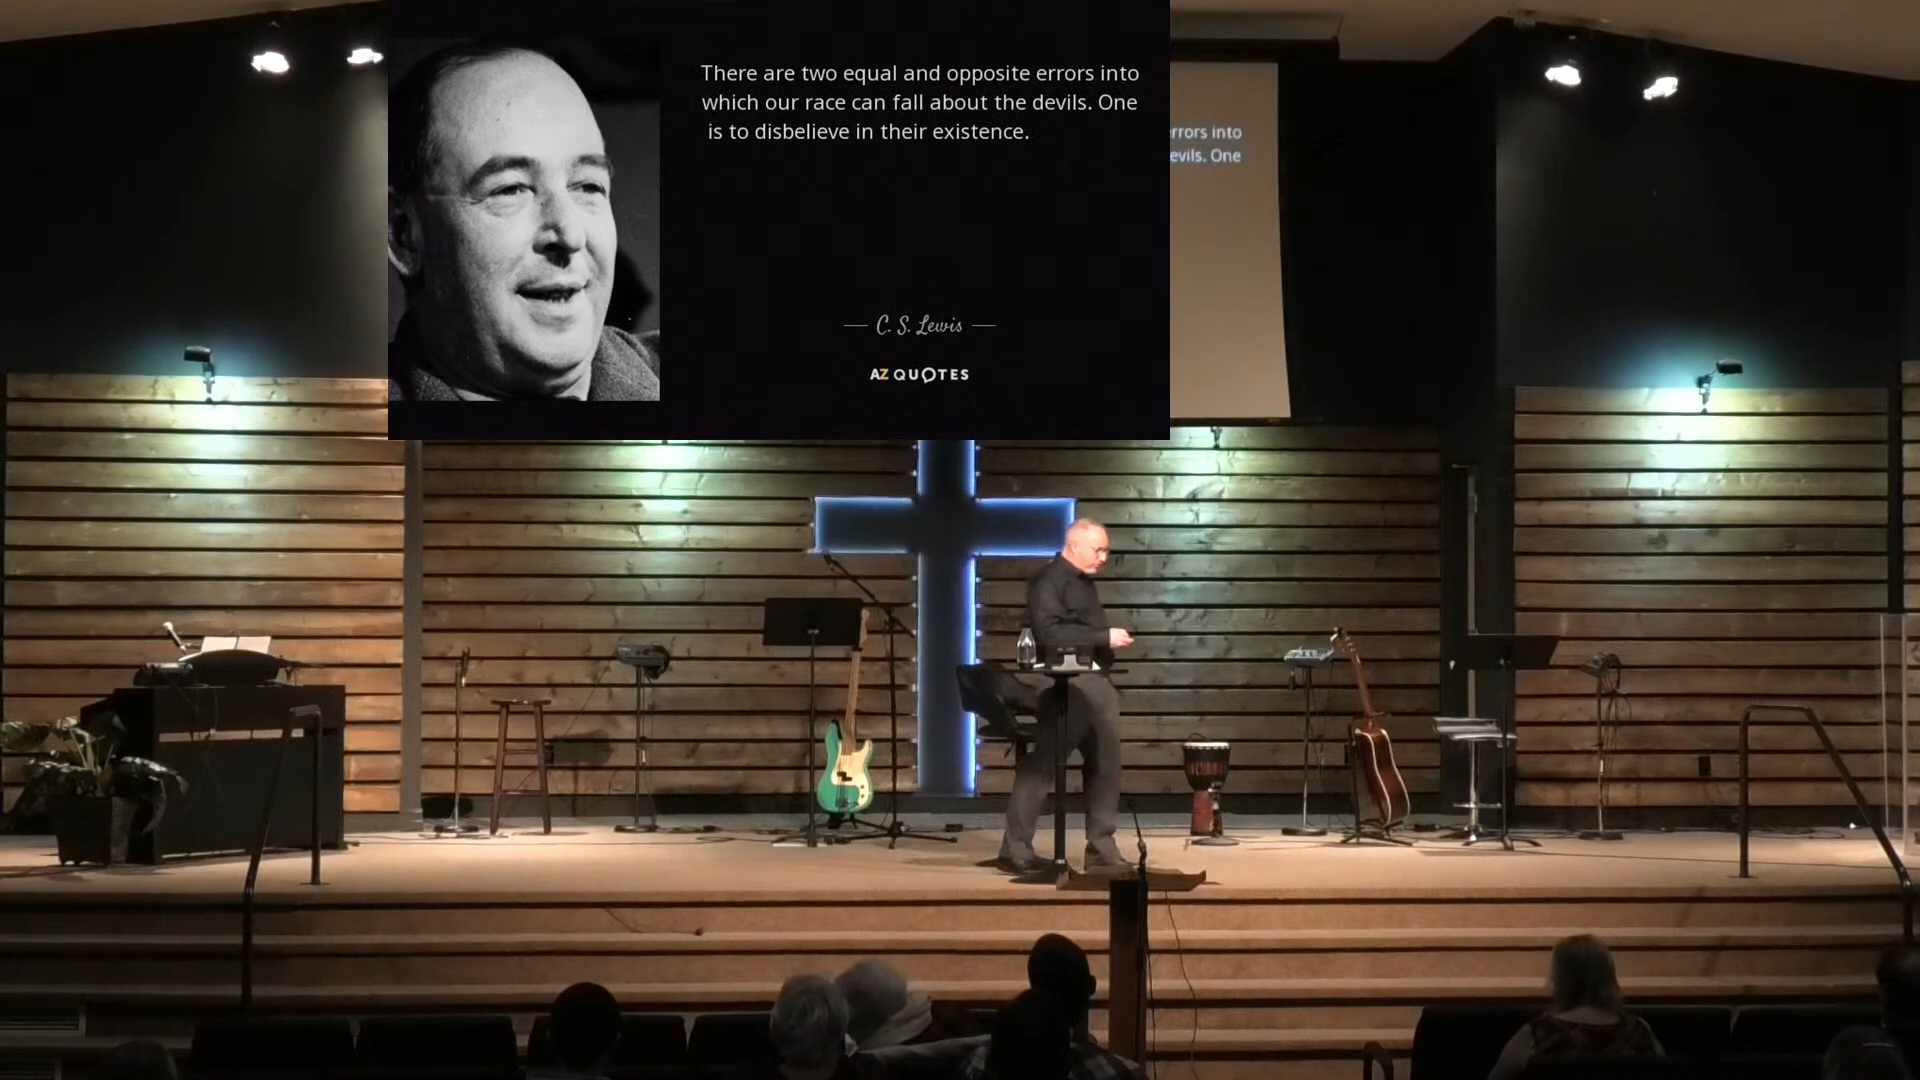 There are two equal and opposite errors into
which our race can fall about the devils. One
is to disbelieve in their existence.
— C. S. Lewis —
AZ QUOTES
errors into
evils. One